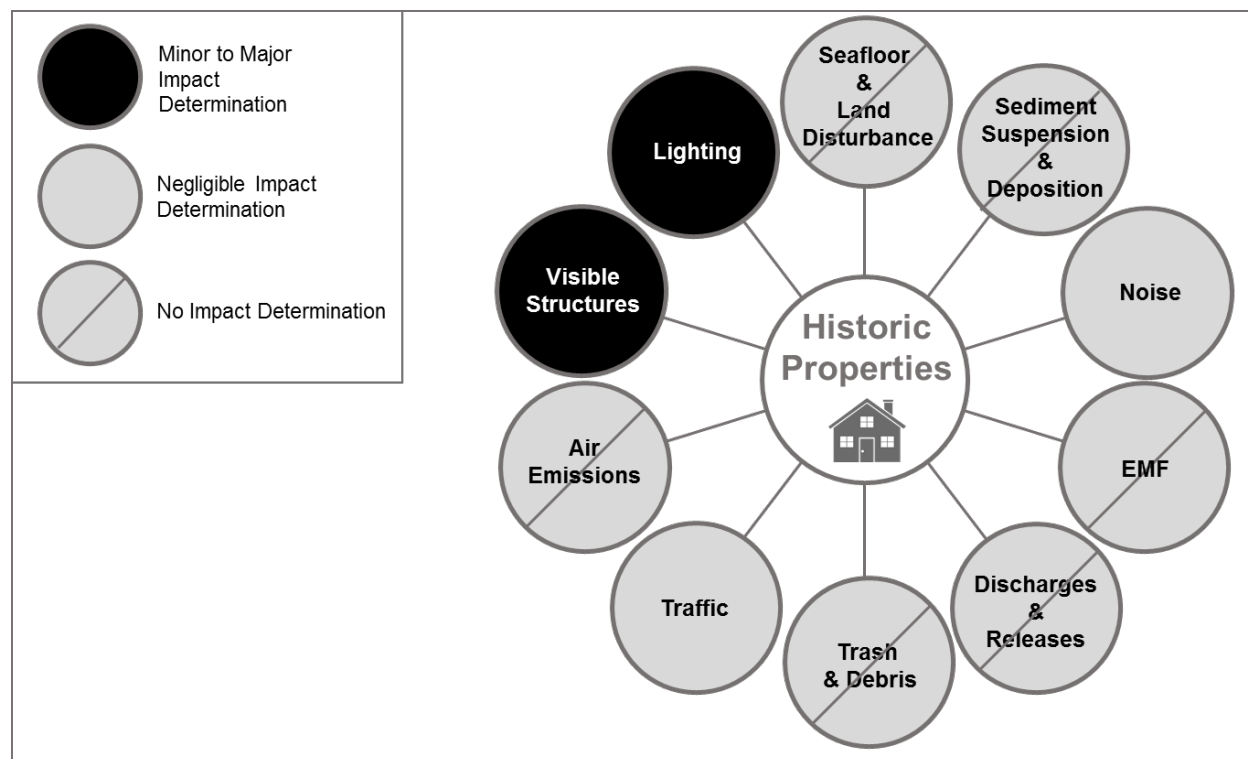 Minor to Major
Impact
Determination
Negligible Impact
Determination
No Impact Determination
Seafloor
&
Land
Disturbance
Sediment
Suspension
&
Deposition
Noise
EMF
Discharges
&
Releases
Trash
& Debris
Traffic
Air
Emissions
Visible
Structures
Lighting
Historic
Properties